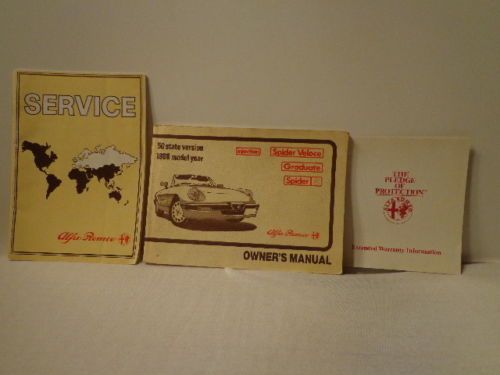 SERVICE
Alfa Romeo
50 state version
1988 model year
Spider Veloce
Graduate
Spider
Alfa Romeo
OWNER'S MANUAL
THE
PLEDGE
OF
PROTECTION
Extended Warranty Information